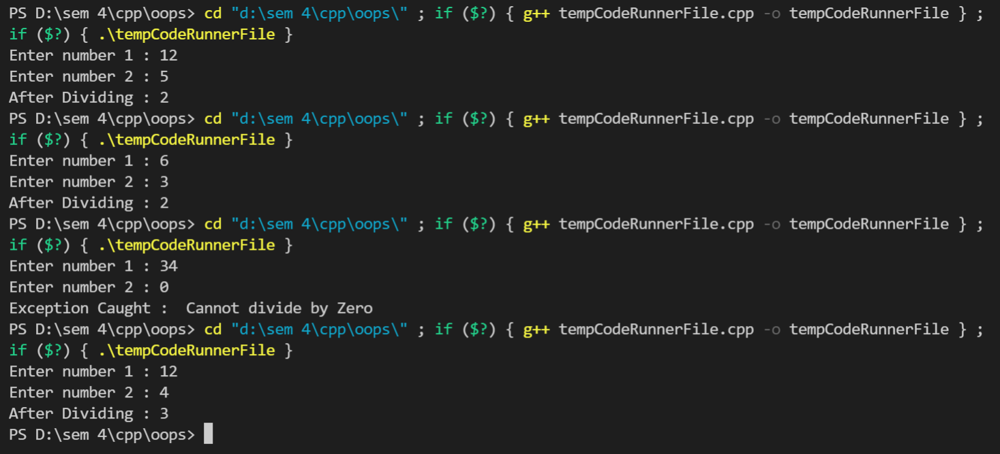 PS D:\sem 4\cpp\oops> cd "d:\sem 4\cpp\oops\" ; if ($?) { g++ tempCodeRunnerFile.cpp -o tempCodeRunnerFile } ;
if ($?) { .\tempCodeRunnerFile }
Enter number 1 : 12
Enter number 2 : 5
After Dividing : 2
PS D:\sem 4\cpp\oops> cd "d:\sem 4\cpp\oops\" ; if ($?) { g++ tempCodeRunnerFile.cpp -o tempCodeRunnerFile } ;
if ($?) { .\tempCodeRunnerFile }
Enter number 1 : 6
Enter number 2 : 3
After Dividing : 2
PS D:\sem 4\cpp\oops> cd "d:\sem 4\cpp\oops\" ; if ($?) { g++ tempCodeRunnerFile.cpp -o tempCodeRunnerFile } ;
if ($?) { .\tempCodeRunnerFile }
Enter number 1 : 34
Enter number 2 : 0
Exception Caught :  Cannot divide by Zero
PS D:\sem 4\cpp\oops> cd "d:\sem 4\cpp\oops\" ; if ($?) { g++ tempCodeRunnerFile.cpp -o tempCodeRunnerFile } ;
if ($?) { .\tempCodeRunnerFile }
Enter number 1 : 12
Enter number 2 : 4
After Dividing : 3
PS D:\sem 4\cpp\oops>